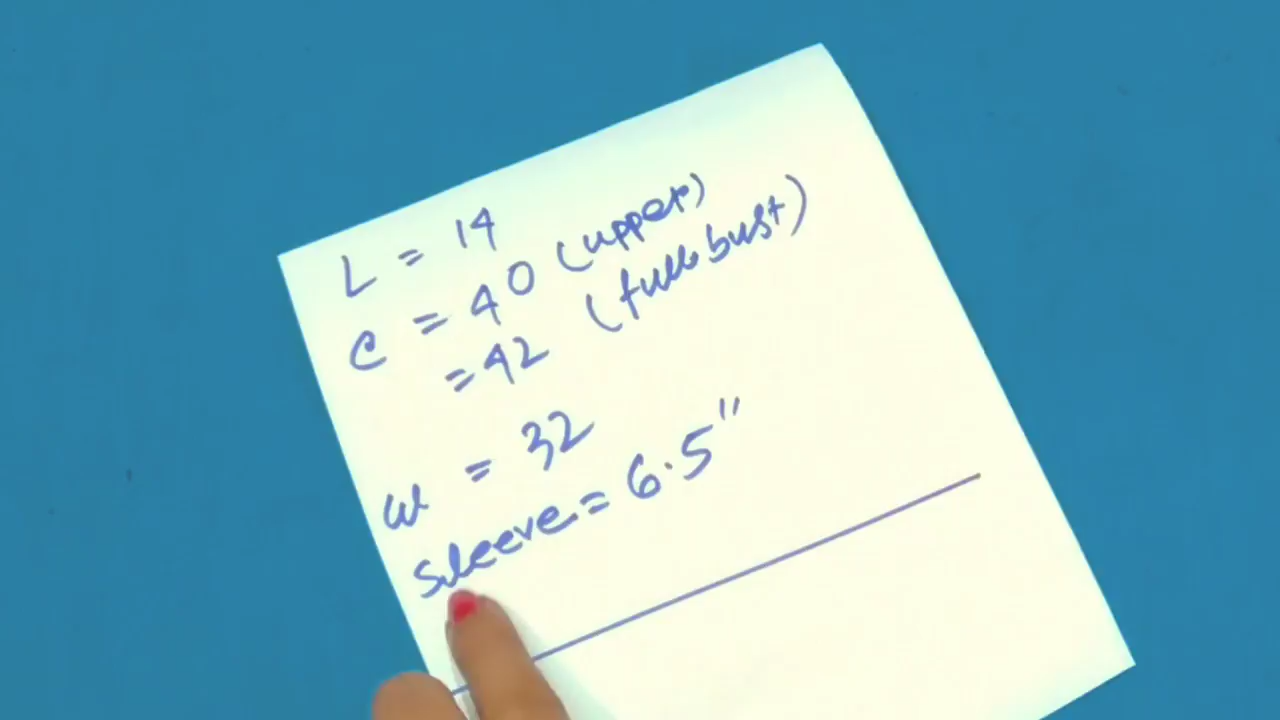 L = 14
C = 40 (upper)
= 42 (full bust)
W = 32
Sleeve = 6.5"